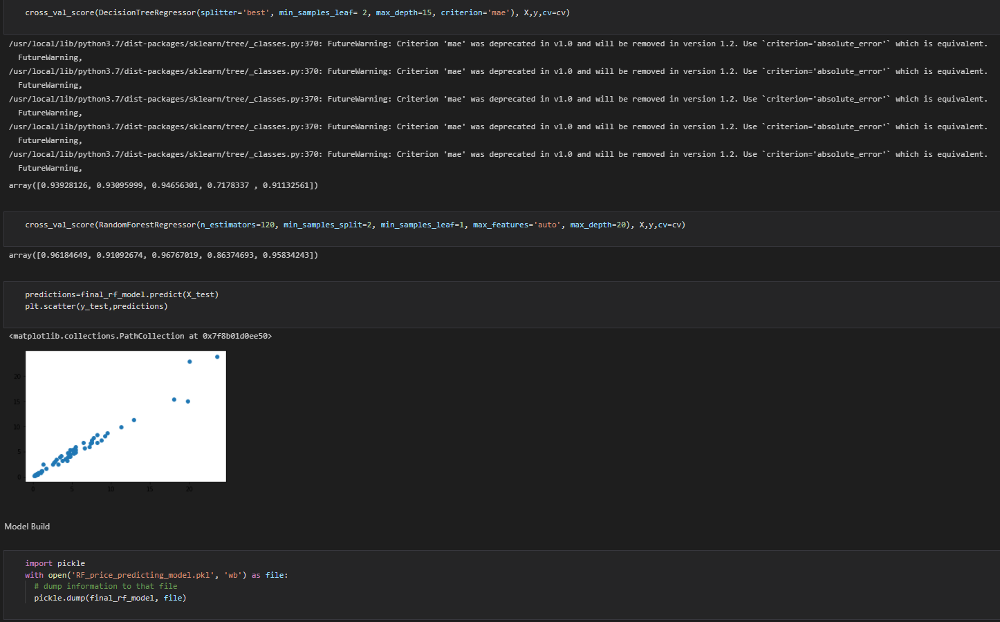 cross_val_score(DecisionTreeRegressor(splitter='best', min_samples_leaf= 2, max_depth=15, criterion='mae'), X,y,cv=cv)
/usr/local/lib/python3.7/dist-packages/sklearn/tree/_classes.py:370: FutureWarning: Criterion 'mae' was deprecated in v1.0 and will be removed in version 1.2. Use `criterion='absolute_error'` which is equivalent.
FutureWarning,
/usr/local/lib/python3.7/dist-packages/sklearn/tree/_classes.py:370: FutureWarning: Criterion 'mae' was deprecated in v1.0 and will be removed in version 1.2. Use `criterion='absolute_error'` which is equivalent.
FutureWarning,
/usr/local/lib/python3.7/dist-packages/sklearn/tree/_classes.py:370: FutureWarning: Criterion 'mae' was deprecated in v1.0 and will be removed in version 1.2. Use `criterion='absolute_error'` which is equivalent.
FutureWarning,
/usr/local/lib/python3.7/dist-packages/sklearn/tree/_classes.py:370: FutureWarning: Criterion 'mae' was deprecated in v1.0 and will be removed in version 1.2. Use `criterion='absolute_error'` which is equivalent.
FutureWarning,
/usr/local/lib/python3.7/dist-packages/sklearn/tree/_classes.py:370: FutureWarning: Criterion 'mae' was deprecated in v1.0 and will be removed in version 1.2. Use `criterion='absolute_error'` which is equivalent.
FutureWarning,
array([0.93928126, 0.93095999, 0.94656301, 0.7178337 , 0.91132561])
cross_val_score(RandomForestRegressor(n_estimators=120, min_samples_split=2, min_samples_leaf=1, max_features='auto', max_depth=20), X,y,cv=cv)
array([0.96184649, 0.91092674, 0.96767019, 0.86374693, 0.95834243])
predictions=final_rf_model.predict(X_test)
plt.scatter(y_test,predictions)
<matplotlib.collections.PathCollection at 0x7f8b01d0ee50>
20
15
10
5
0
0 5 10 15 20
Model Build
import pickle
with open('RF_price_predicting_model.pkl', 'wb') as file:
# dump information to that file
pickle.dump(final_rf_model, file)